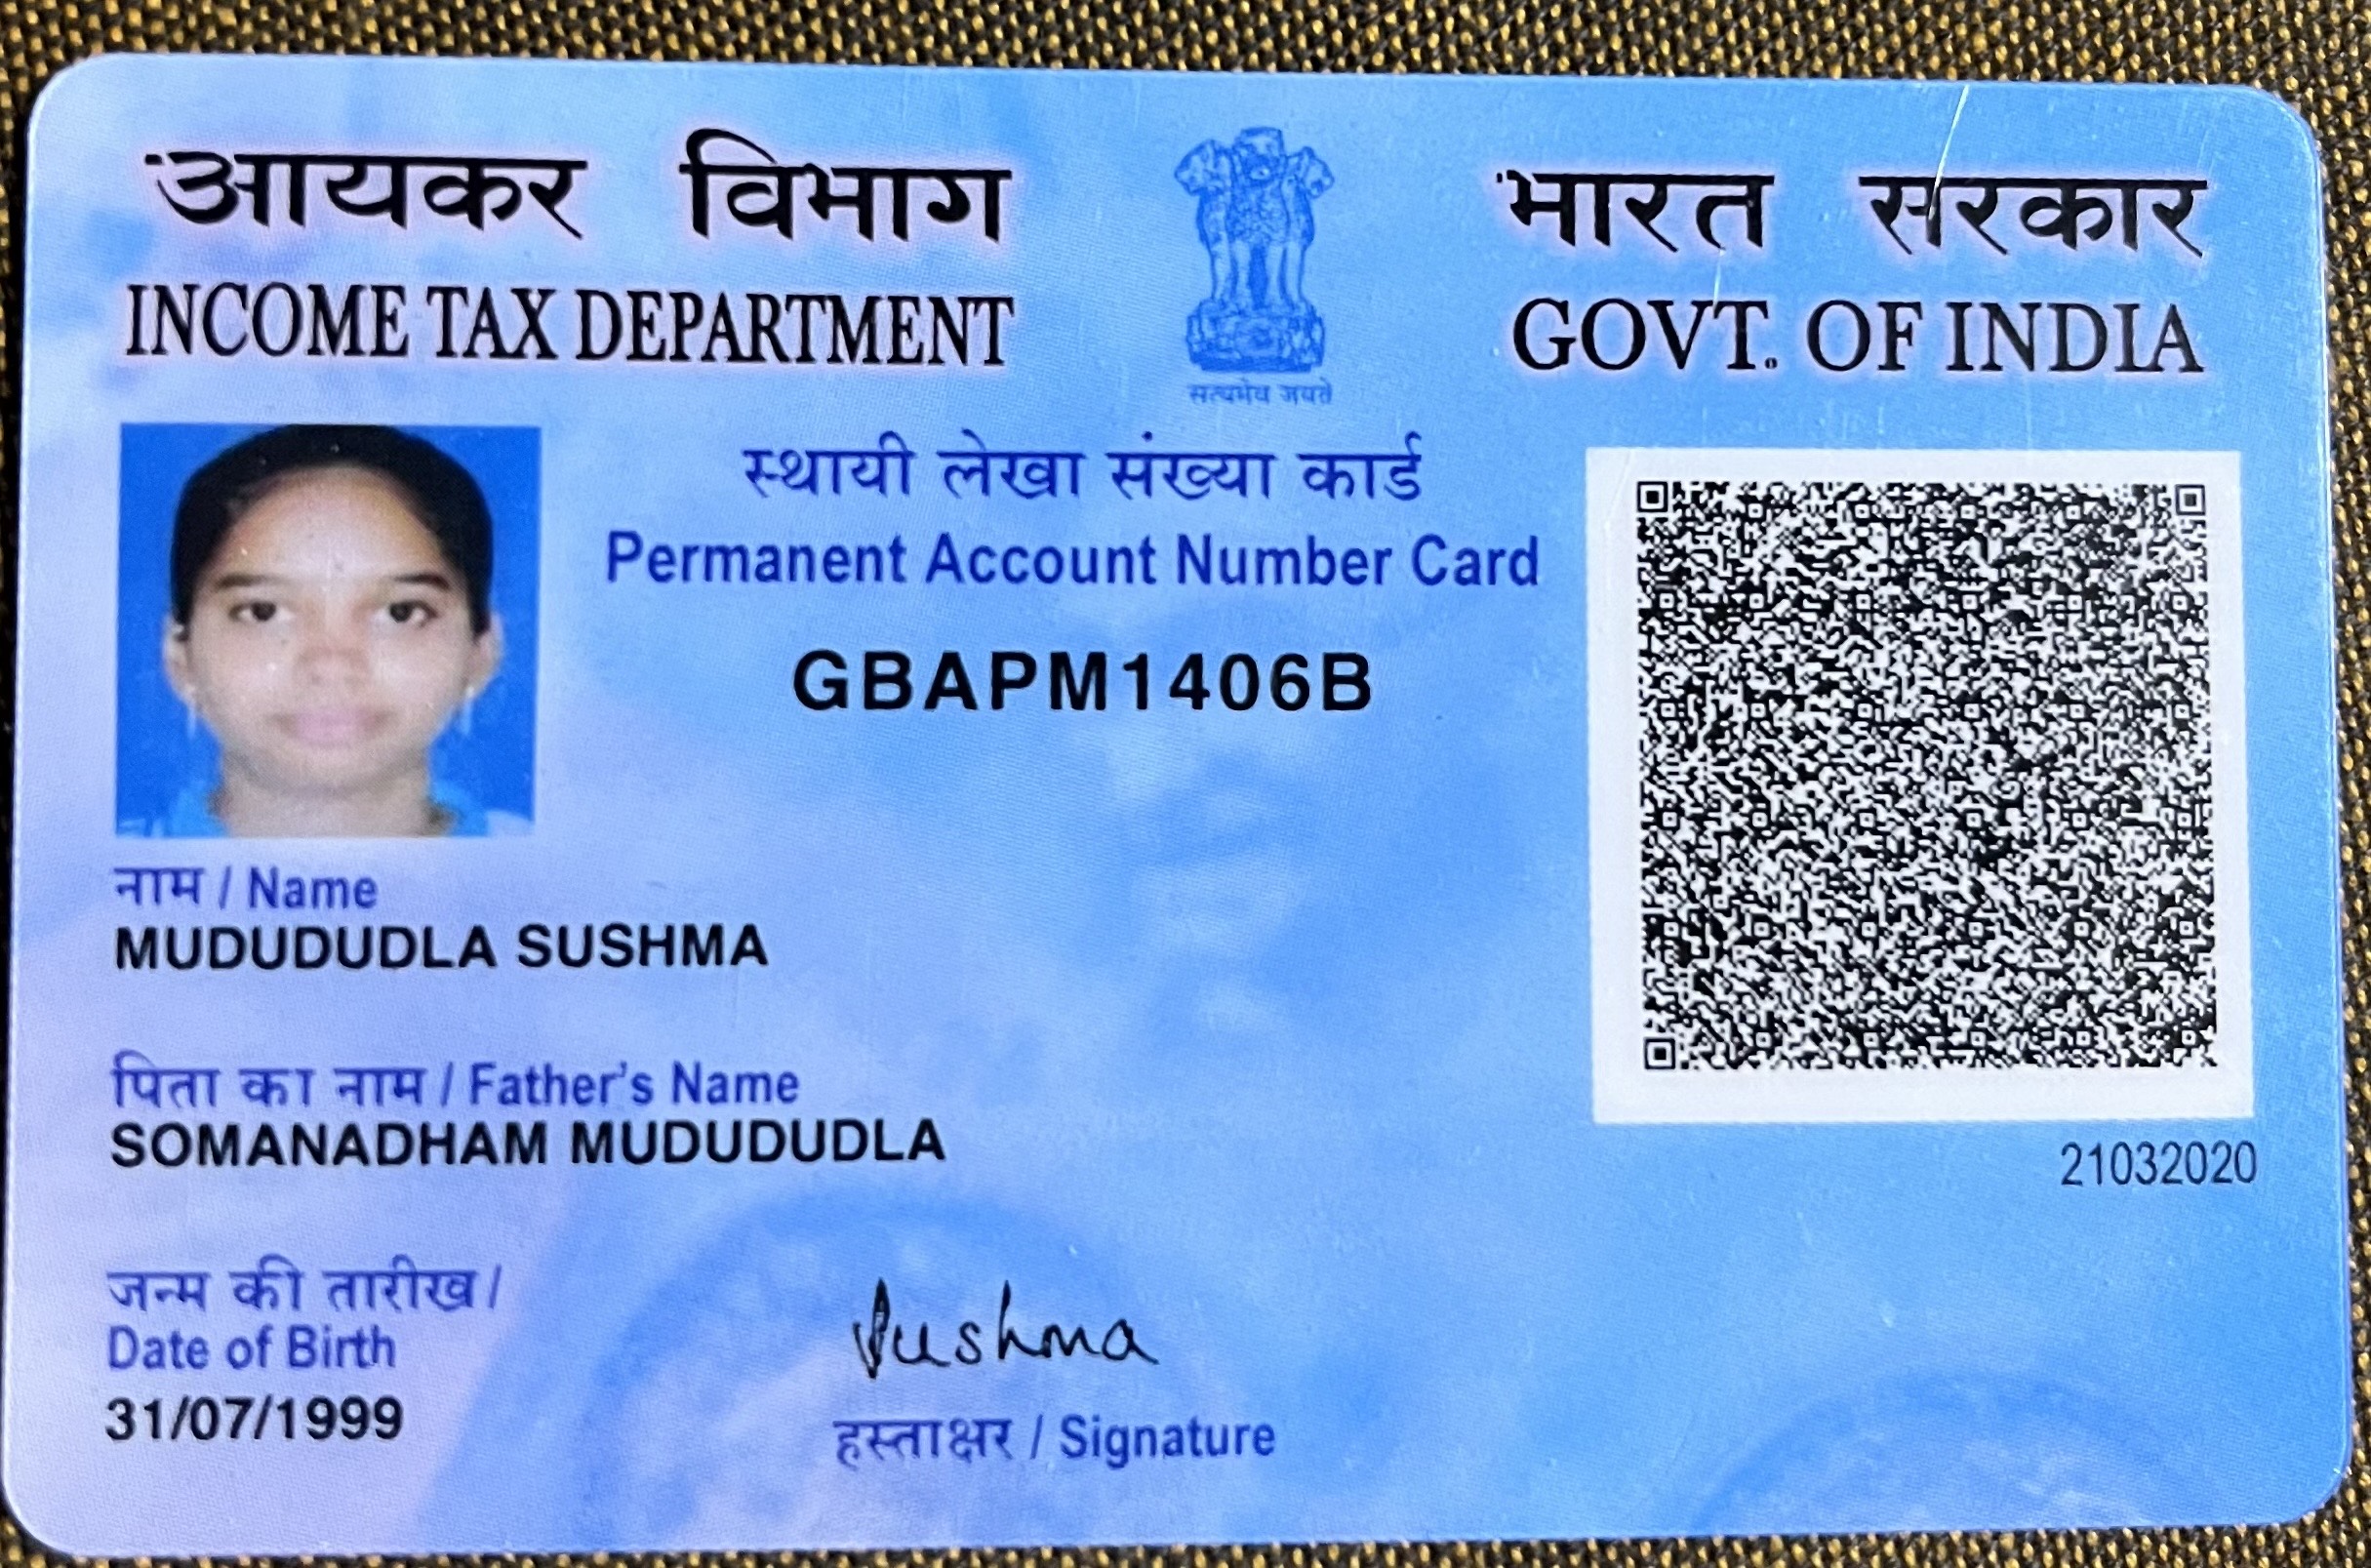 आयकर विभाग
INCOME TAX DEPARTMENT
सत्यमेव जयते
भारत सरकार
GOVT. OF INDIA
स्थायी लेखा संख्या कार्ड
Permanent Account Number Card
GBAPM1406B
नाम / Name
MUDUDUDLA SUSHMA
पिता का नाम / Father's Name
SOMANADHAM MUDUDUDLA
21032020
जन्म की तारीख /
Date of Birth
31/07/1999
Sushma
हस्ताक्षर / Signature